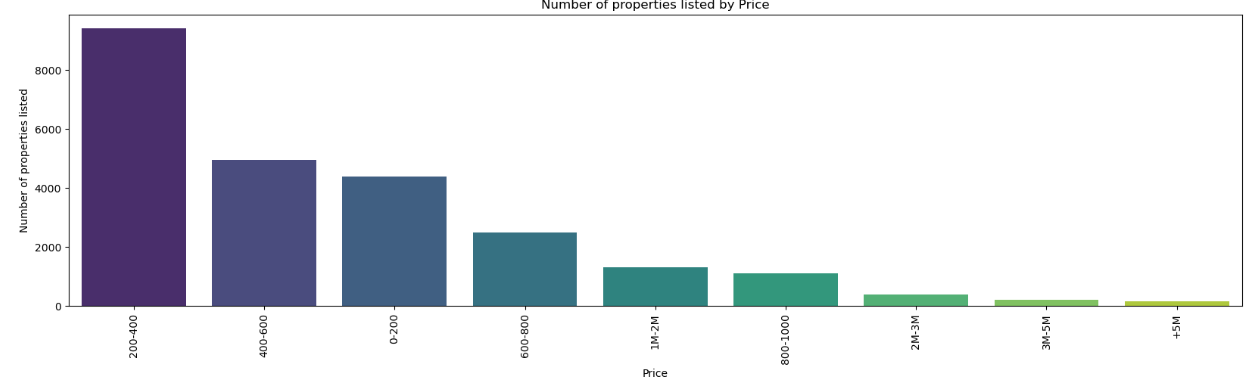 Number of properties listed by Price
Number of properties listed
8000
6000
4000
2000
0
200-400
400-600
0-200
600-800
1M-2M
800-1000
2M-3M
3M-5M
+5M
Price